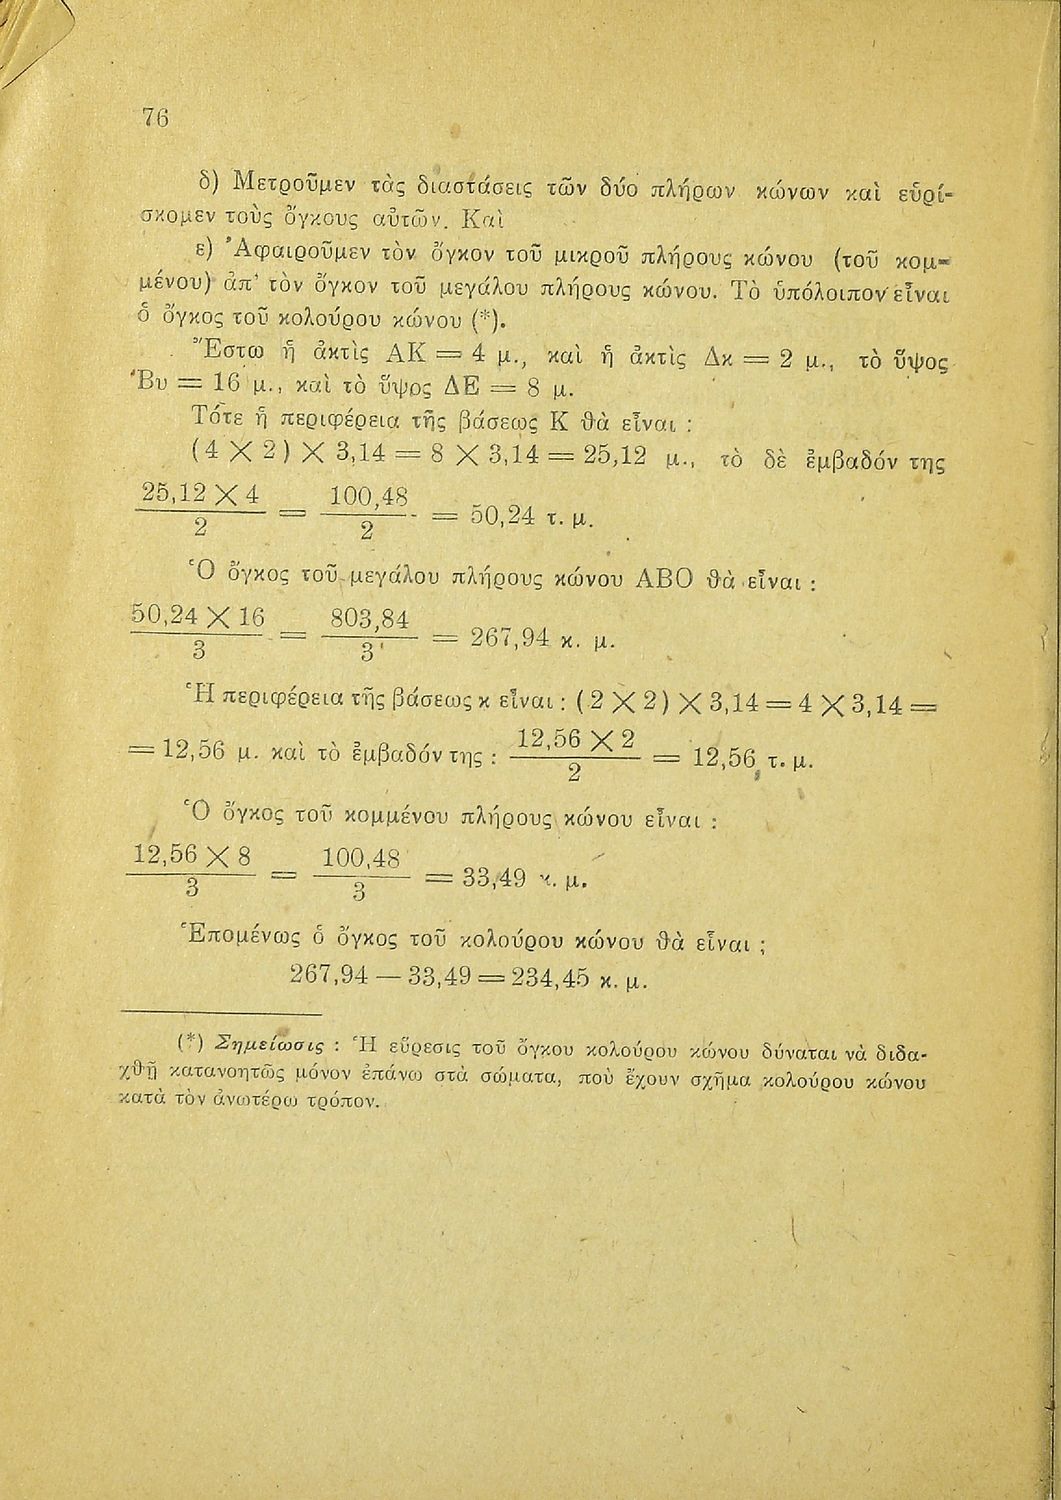 76
δ) Μετροῦμεν τὰς διαστάσεις τῶν δύο πλήρων κώνων καὶ εὑρί-
σκομεν τοὺς ὄγκους αὐτῶν. Καὶ
ε) Ἀφαιροῦμεν τὸν ὄγκον τοῦ μικροῦ πλήρους κώνου (τοῦ κομ-
μένου) ἀπ' τὸν ὄγκον τοῦ μεγάλου πλήρους κώνου. Τὸ ὑπόλοιπον εἶναι
ὁ ὄγκος τοῦ κολούρου κώνου (*).
Ἔστω ἡ ἀκτὶς ΑΚ = 4 μ., καὶ ἡ ἀκτὶς Δκ = 2 μ., τὸ ὕψος
Βυ = 16 μ., καὶ τὸ ὕψος ΔΕ = 8 μ.
Τότε ἡ περιφέρεια τῆς βάσεως Κ θὰ εἶναι :
(4 Χ 2) Χ 3,14 = 8 Χ 3,14 = 25,12 μ., τὸ δὲ ἐμβαδόν της
25,12 Χ 4 / 2 = 100,48 / 2 = 50,24 τ. μ.
Ὁ ὄγκος τοῦ μεγάλου πλήρους κώνου ΑΒΟ θὰ εἶναι :
50,24 Χ 16 / 3 = 803,84 / 3 = 267,94 κ. μ.
Ἡ περιφέρεια τῆς βάσεως κ εἶναι : (2 Χ 2) Χ 3,14 = 4 Χ 3,14 =
= 12,56 μ. καὶ τὸ ἐμβαδόν της : 12,56 Χ 2 / 2 = 12,56 τ. μ.
Ὁ ὄγκος τοῦ κομμένου πλήρους κώνου εἶναι :
12,56 Χ 8 / 3 = 100,48 / 3 = 33,49 κ. μ.
Ἑπομένως ὁ ὄγκος τοῦ κολούρου κώνου θὰ εἶναι ;
267,94 — 33,49 = 234,45 κ. μ.
(*) Σημείωσις : Ἡ εὕρεσις τοῦ ὄγκου κολούρου κώνου δύναται νὰ διδα-
χθῇ κατανοητῶς μόνον ἐπάνω στὰ σώματα, ποὺ ἔχουν σχῆμα κολούρου κώνου
κατὰ τὸν ἀνωτέρω τρόπον.